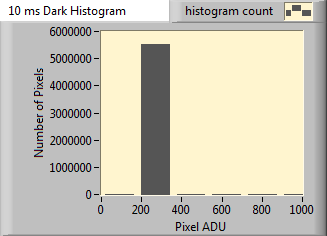 10 ms Dark Histogram
histogram count
6000000
5000000
4000000
3000000
2000000
1000000
0
Number of Pixels
0 200 400 600 800 1000
Pixel ADU